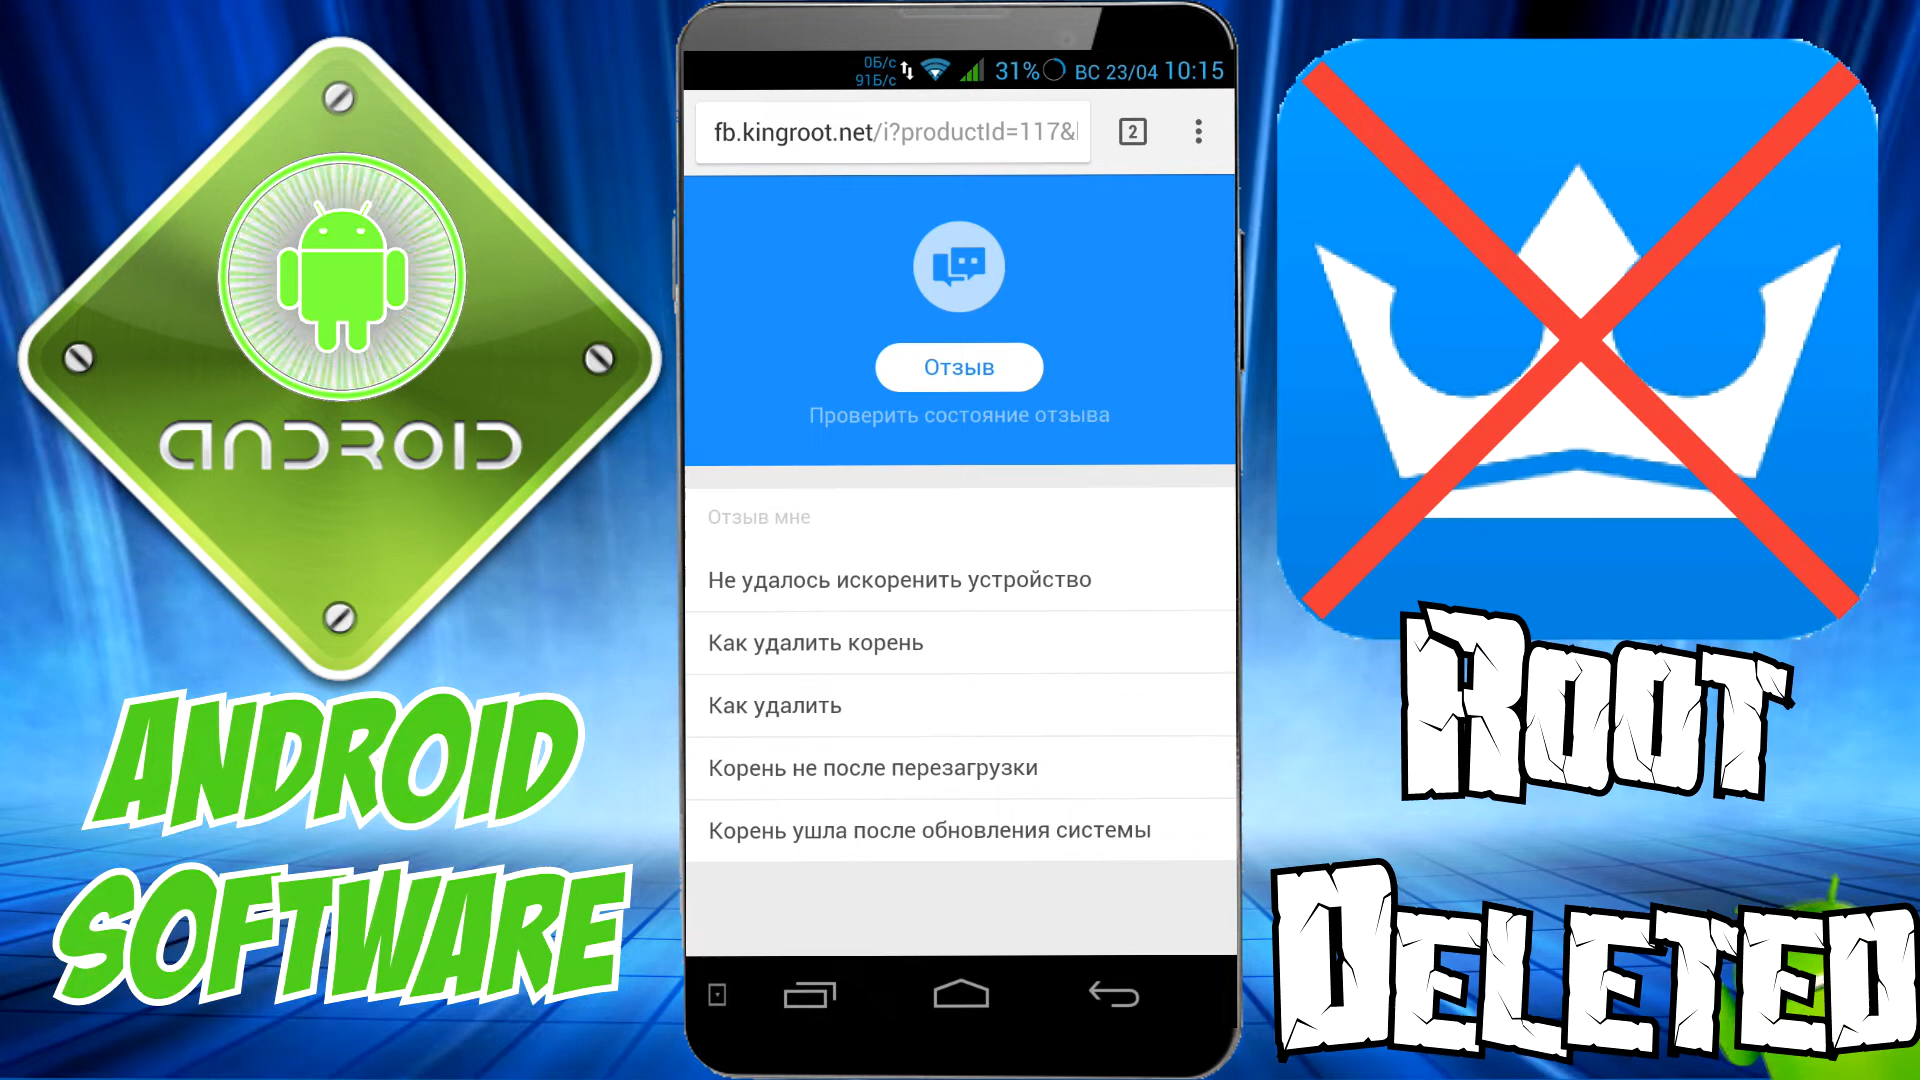 ANDROID
ANDROID
SOFTWARE
0Б/с
91Б/с
31%
ВС 23/04 10:15
fb.kingroot.net/i?productId=117&
2
Отзыв
Проверить состояние отзыва
Отзыв мне
Не удалось искоренить устройство
Как удалить корень
Как удалить
Корень не после перезагрузки
Корень ушла после обновления системы
Root
Deleted